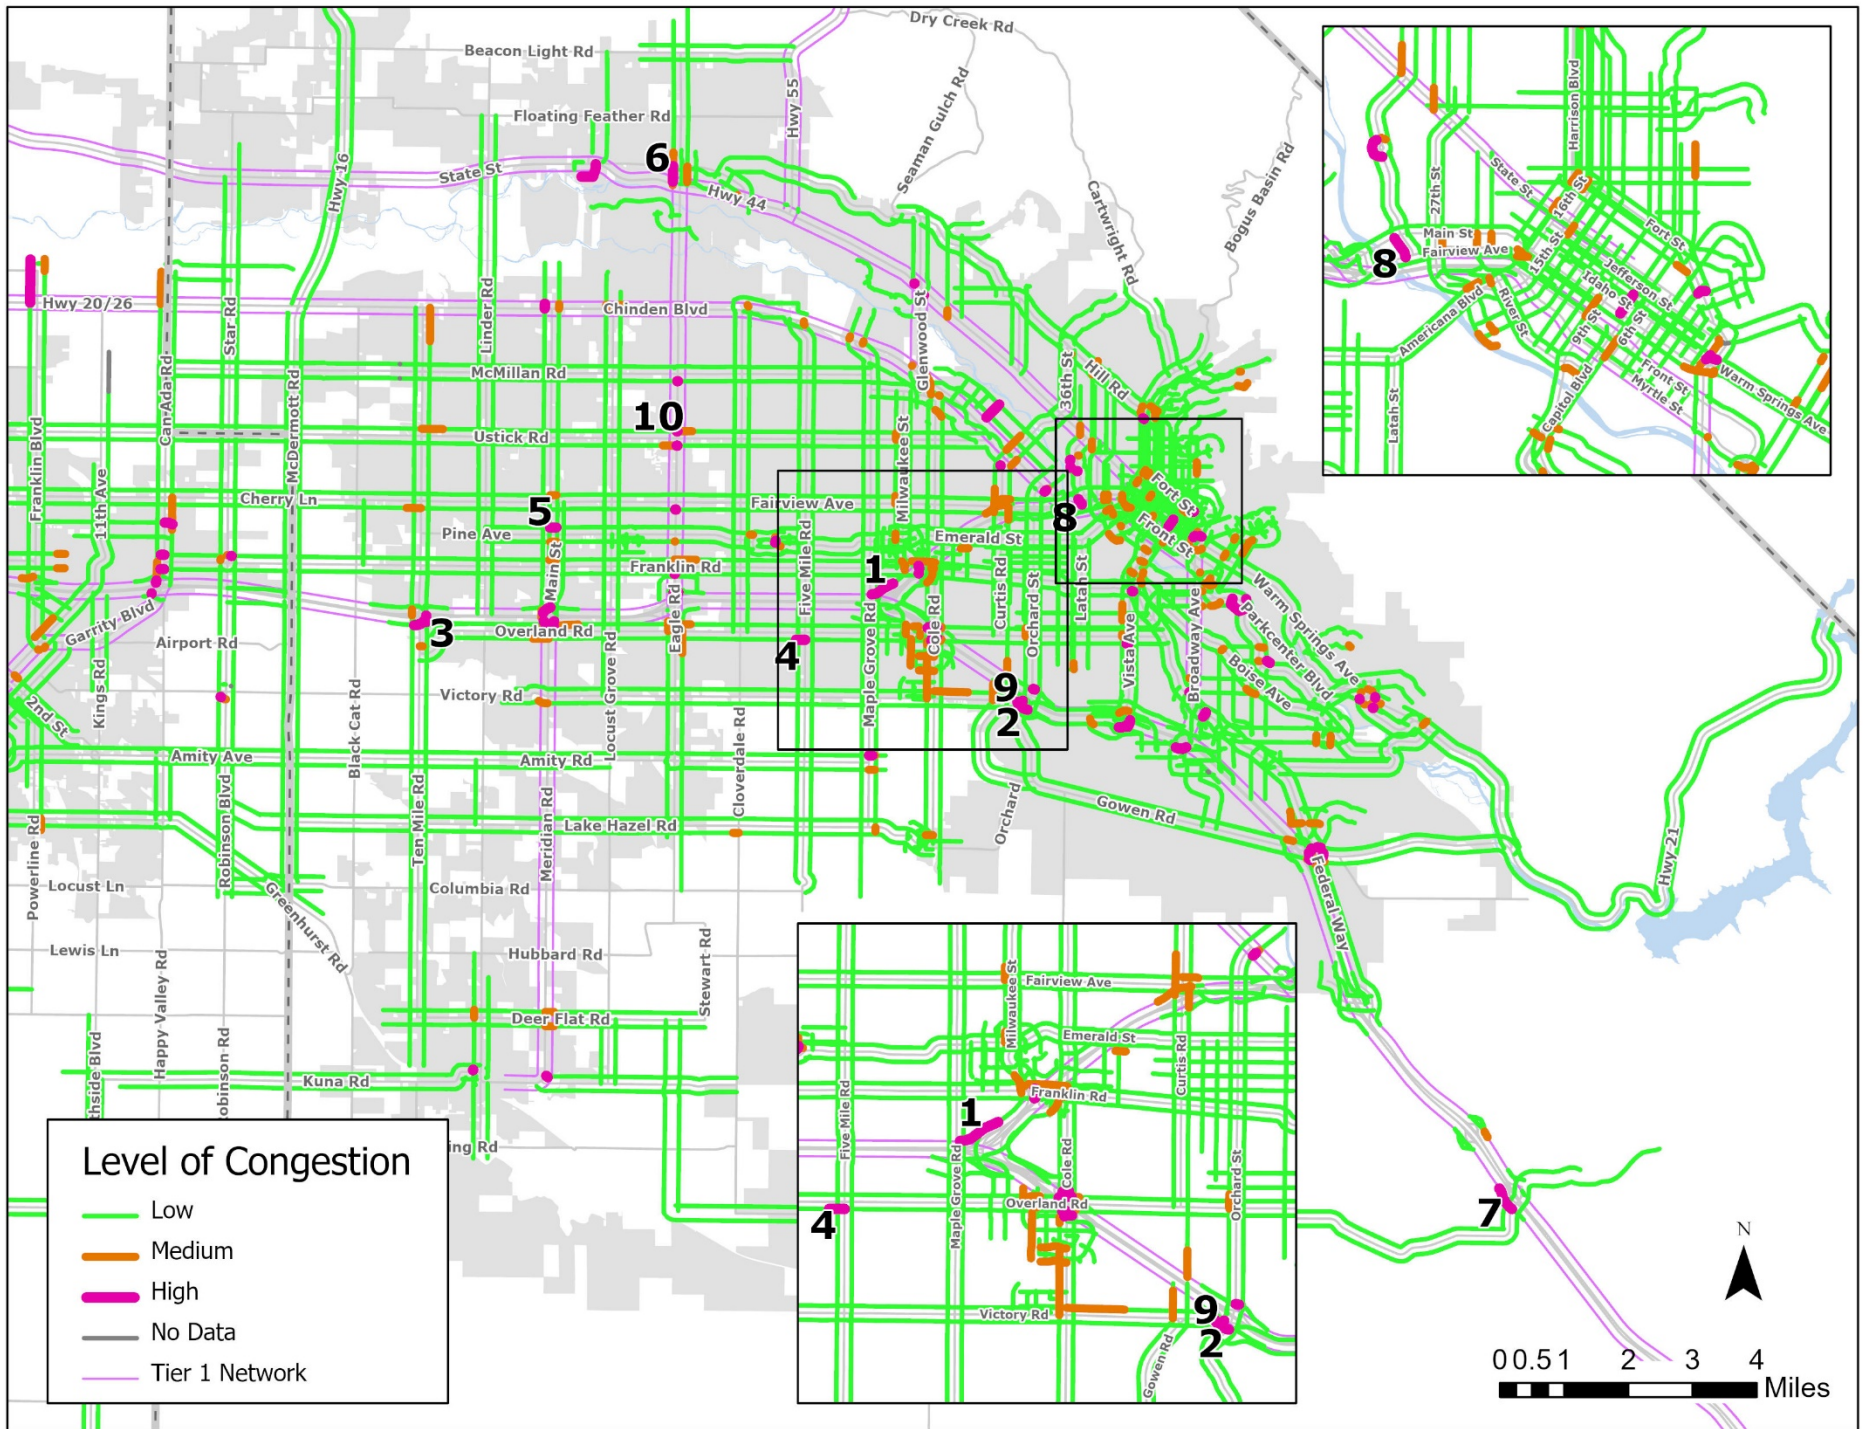 Dry Creek Rd
Beacon Light Rd
Hwy 55
Seaman Gulch Rd
Floating Feather Rd
6
State St
Hwy 16
Hwy 44
Cartwright Rd
Bogus Basin Rd
Hwy 20/26
Star Rd
Linder Rd
Chinden Blvd
Glenwood St
Can-Ada Rd
McDermott Rd
McMillan Rd
36th St
Hill Rd
10
Franklin Blvd
Ustick Rd
Milwaukee St
11th Ave
Cherry Ln
5
Fairview Ave
8
Fort St
Front St
Pine Ave
Five Mile Rd
Emerald St
Main St
Franklin Rd
1
Curtis Rd
Orchard St
Latah St
Garrity Blvd
Overland Rd
3
Eagle Rd
4
Maple Grove Rd
Cole Rd
Airport Rd
Locust Grove Rd
Vista Ave
Broadway Ave
Warm Springs Ave
Parkcenter Blvd
Boise Ave
Kings Rd
Black Cat Rd
Victory Rd
9
2
2nd St
Amity Ave
Amity Rd
Cloverdale Rd
Orchard
Gowen Rd
Powerline Rd
Robinson Blvd
Ten Mile Rd
Meridian Rd
Lake Hazel Rd
Federal Way
Hwy 21
Locust Ln
Greenhurst Rd
Columbia Rd
Lewis Ln
Happy Valley Rd
Hubbard Rd
Stewart Rd
thside Blvd
obinson Rd
Deer Flat Rd
Kuna Rd
ing Rd
7
Harrison Blvd
27th St
State St
16th St
Main St
Fairview Ave
8
15th St
Fort St
Jefferson St
Idaho St
Americana Blvd
River St
9th St
6th St
Front St
Myrtle St
Capitol Blvd
Warm Springs Ave
Latah St
Milwaukee St
Fairview Ave
Emerald St
Curtis Rd
Five Mile Rd
Franklin Rd
1
Maple Grove Rd
Cole Rd
Overland Rd
Orchard St
4
Victory Rd
9
2
Gowen Rd
Level of Congestion
Low
Medium
High
No Data
Tier 1 Network
N
0 0.5 1 2 3 4
Miles